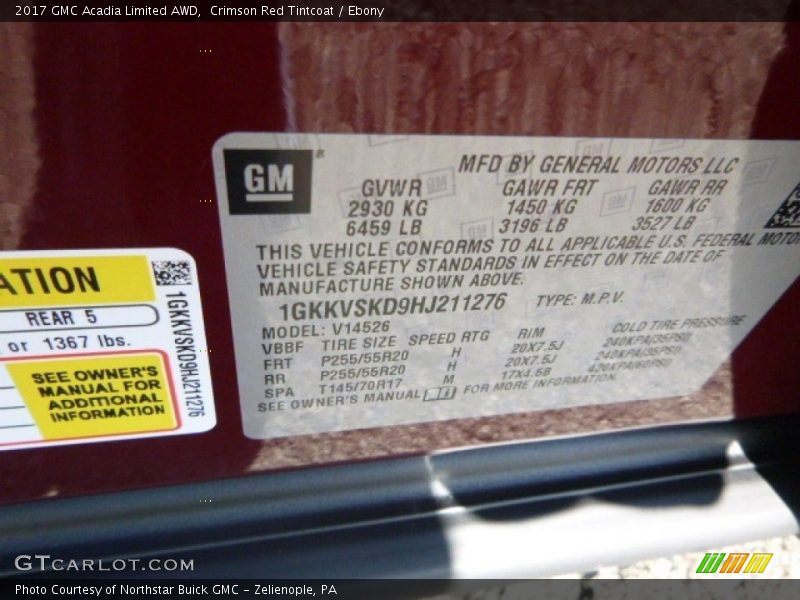 2017 GMC Acadia Limited AWD,  Crimson Red Tintcoat / Ebony
GM
MFD BY GENERAL MOTORS LLC
GVWR GAWR FRT GAWR RR
2930 KG 1450 KG 1600 KG
6459 LB 3196 LB 3527 LB
THIS VEHICLE CONFORMS TO ALL APPLICABLE U.S. FEDERAL MOTOR
VEHICLE SAFETY STANDARDS IN EFFECT ON THE DATE OF
MANUFACTURE SHOWN ABOVE.
1GKKVSKD9HJ211276 TYPE: M.P.V.
MODEL: V14526
VBBF TIRE SIZE SPEED RTG RIM COLD TIRE PRESSURE
FRT P255/55R20 H 20X7.5J 240KPA(35PSI)
RR P255/55R20 H 20X7.5J 240KPA(35PSI)
SPA T145/70R17 M 17X4.5B 420KPA(60PSI)
SEE OWNER'S MANUAL FOR MORE INFORMATION.
ATION
REAR 5
or 1367 lbs.
SEE OWNER'S
MANUAL FOR
ADDITIONAL
INFORMATION
1GKKVSKD9HJ211276
GTCARLOT.COM
Photo Courtesy of Northstar Buick GMC – Zelienople, PA